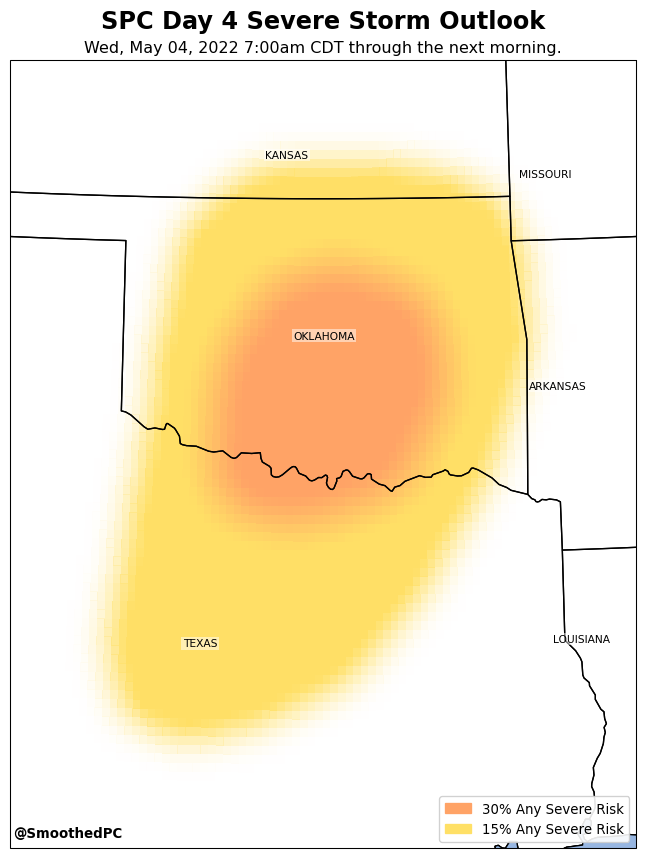 SPC Day 4 Severe Storm Outlook
Wed, May 04, 2022 7:00am CDT through the next morning.
KANSAS
MISSOURI
OKLAHOMA
ARKANSAS
TEXAS
LOUISIANA
30% Any Severe Risk
15% Any Severe Risk
@SmoothedPC